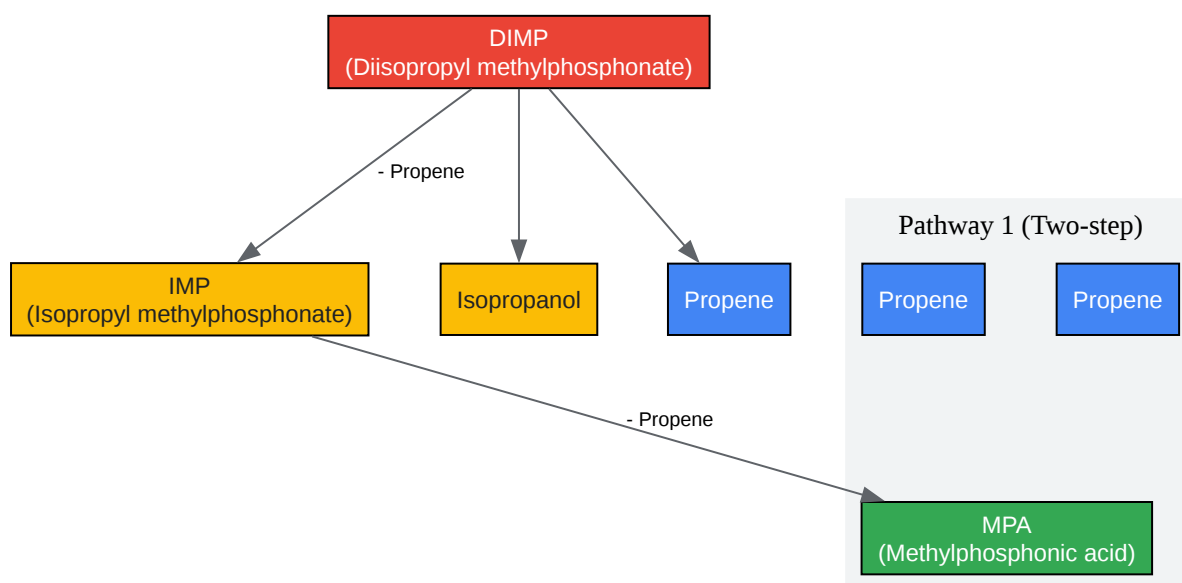 DIMP
(Diisopropyl methylphosphonate)
- Propene
Pathway 1 (Two-step)
IMP
(Isopropyl methylphosphonate)
Isopropanol
Propene
Propene
Propene
- Propene
MPA
(Methylphosphonic acid)